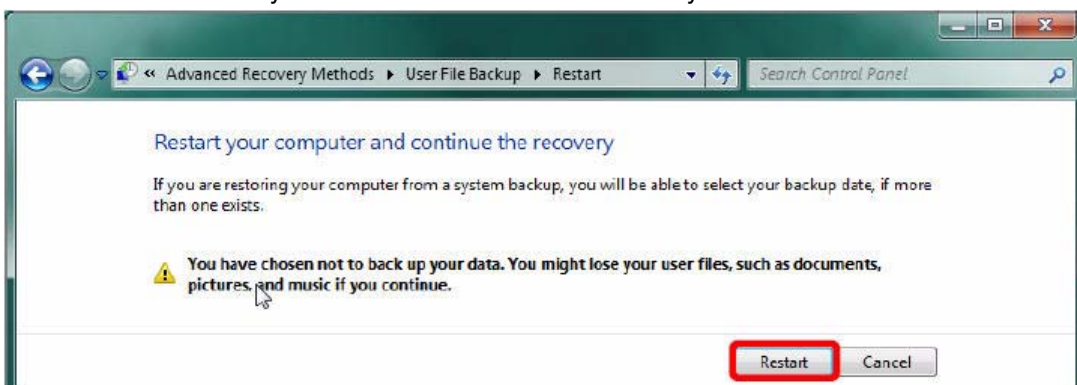 « Advanced Recovery Methods ▸ User File Backup ▸ Restart Search Control Panel
Restart your computer and continue the recovery
If you are restoring your computer from a system backup, you will be able to select your backup date, if more
than one exists.
You have chosen not to back up your data. You might lose your user files, such as documents,
pictures, and music if you continue.
Restart Cancel